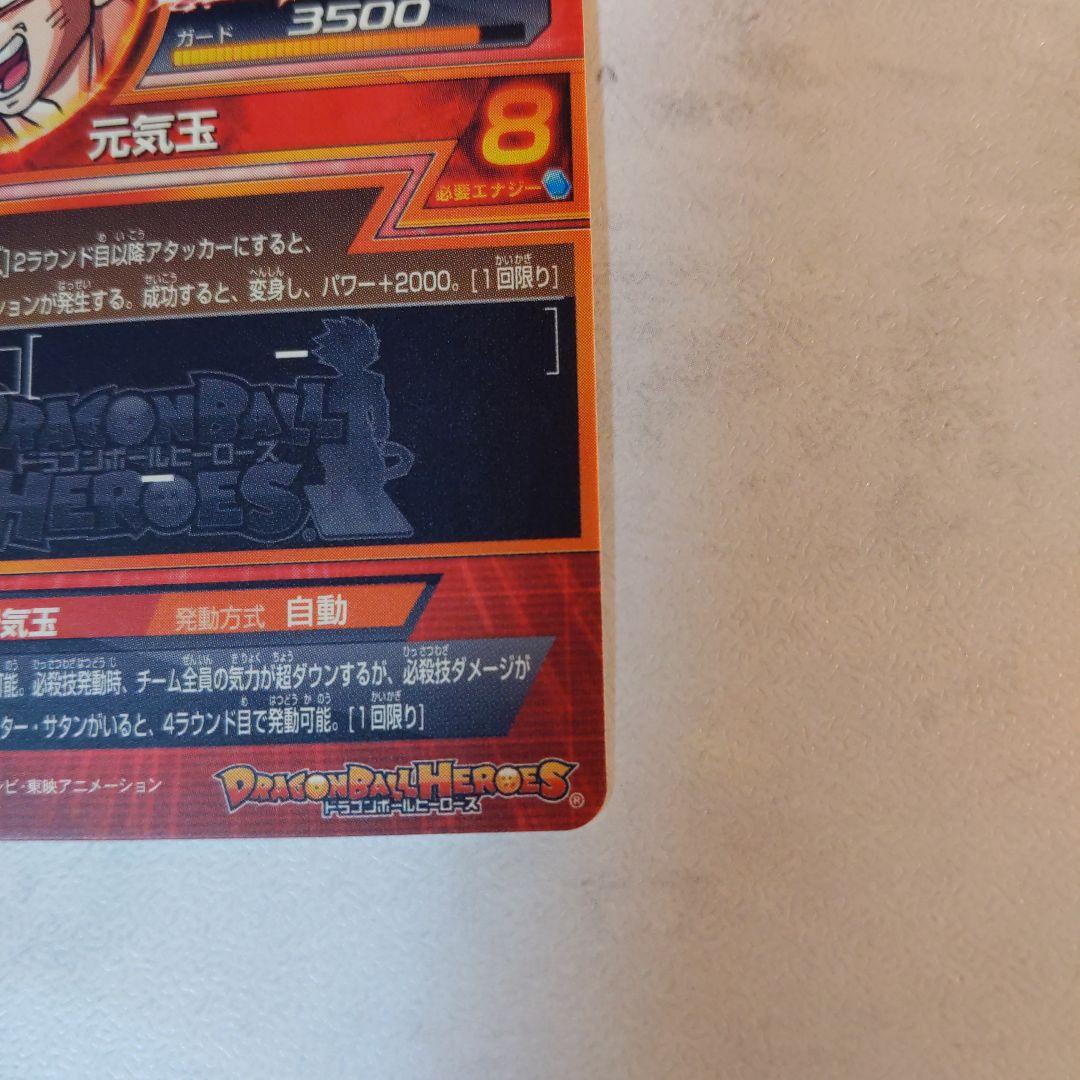 ガード 3500
元気玉
8
必要エナジー
2ラウンド目以降アタッカーにすると、
ションが発生する。成功すると、変身し、パワー+2000。[1回限り]
DRAGON BALL
ドラゴンボールヒーローズ
HEROES®
気玉 発動方式 自動
能。必殺技発動時、チーム全員の気力が超ダウンするが、必殺技ダメージが
ター・サタンがいると、4ラウンド目で発動可能。[1回限り]
レビ・東映アニメーション
DRAGONBALL HEROES
ドラゴンボールヒーローズ®